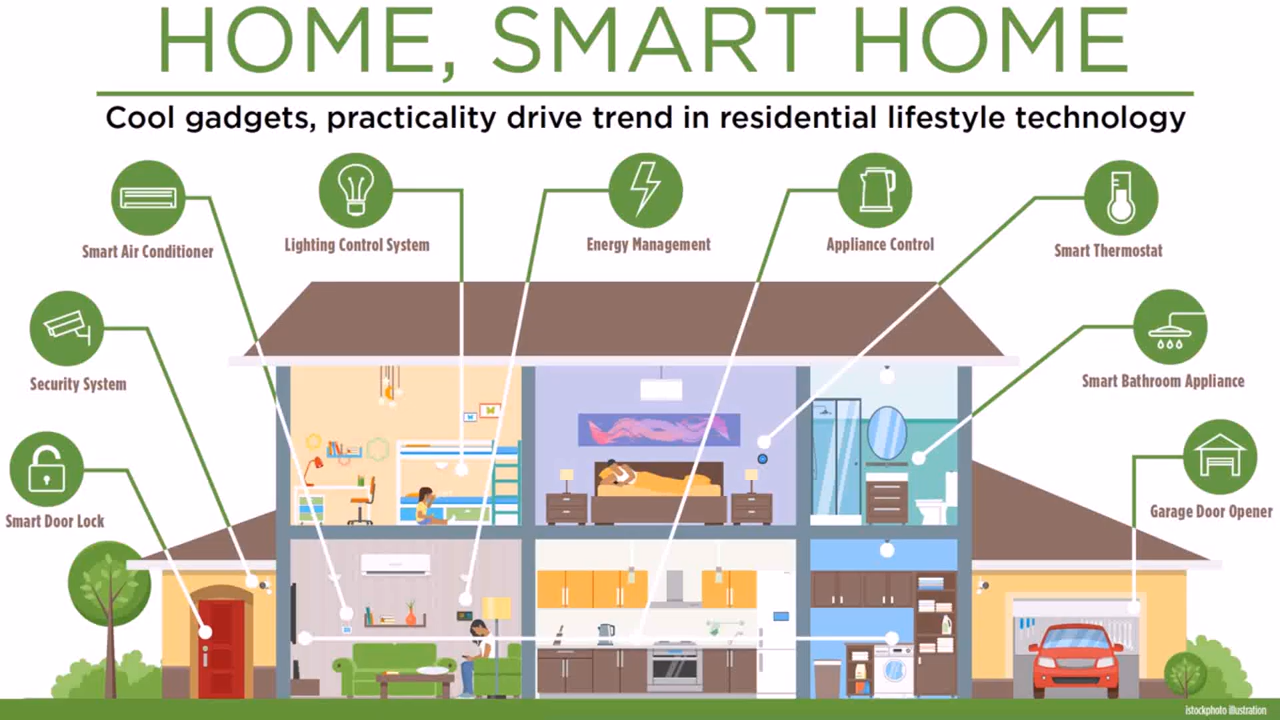 HOME, SMART HOME
Cool gadgets, practicality drive trend in residential lifestyle technology
Smart Air Conditioner
Lighting Control System
Energy Management
Appliance Control
Smart Thermostat
Security System
Smart Bathroom Appliance
Smart Door Lock
Garage Door Opener
istockphoto illustration